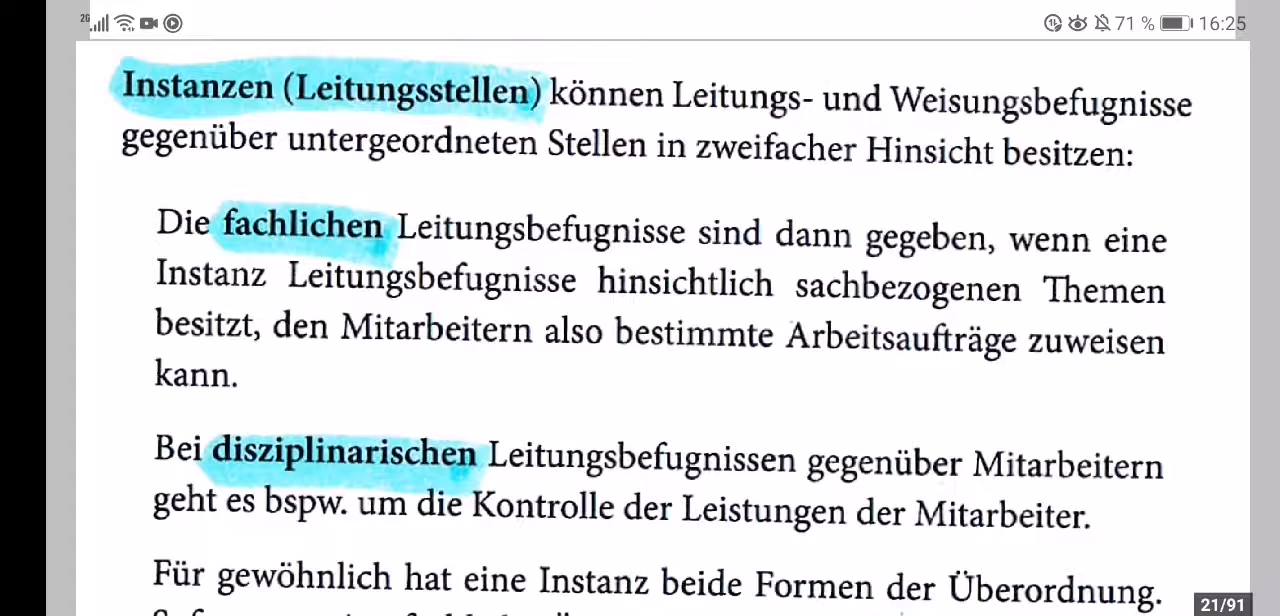 2G 71 % 16:25
Instanzen (Leitungsstellen) können Leitungs- und Weisungsbefugnisse
gegenüber untergeordneten Stellen in zweifacher Hinsicht besitzen:
Die fachlichen Leitungsbefugnisse sind dann gegeben, wenn eine
Instanz Leitungsbefugnisse hinsichtlich sachbezogenen Themen
besitzt, den Mitarbeitern also bestimmte Arbeitsaufträge zuweisen
kann.
Bei disziplinarischen Leitungsbefugnissen gegenüber Mitarbeitern
geht es bspw. um die Kontrolle der Leistungen der Mitarbeiter.
Für gewöhnlich hat eine Instanz beide Formen der Überordnung.
21/91